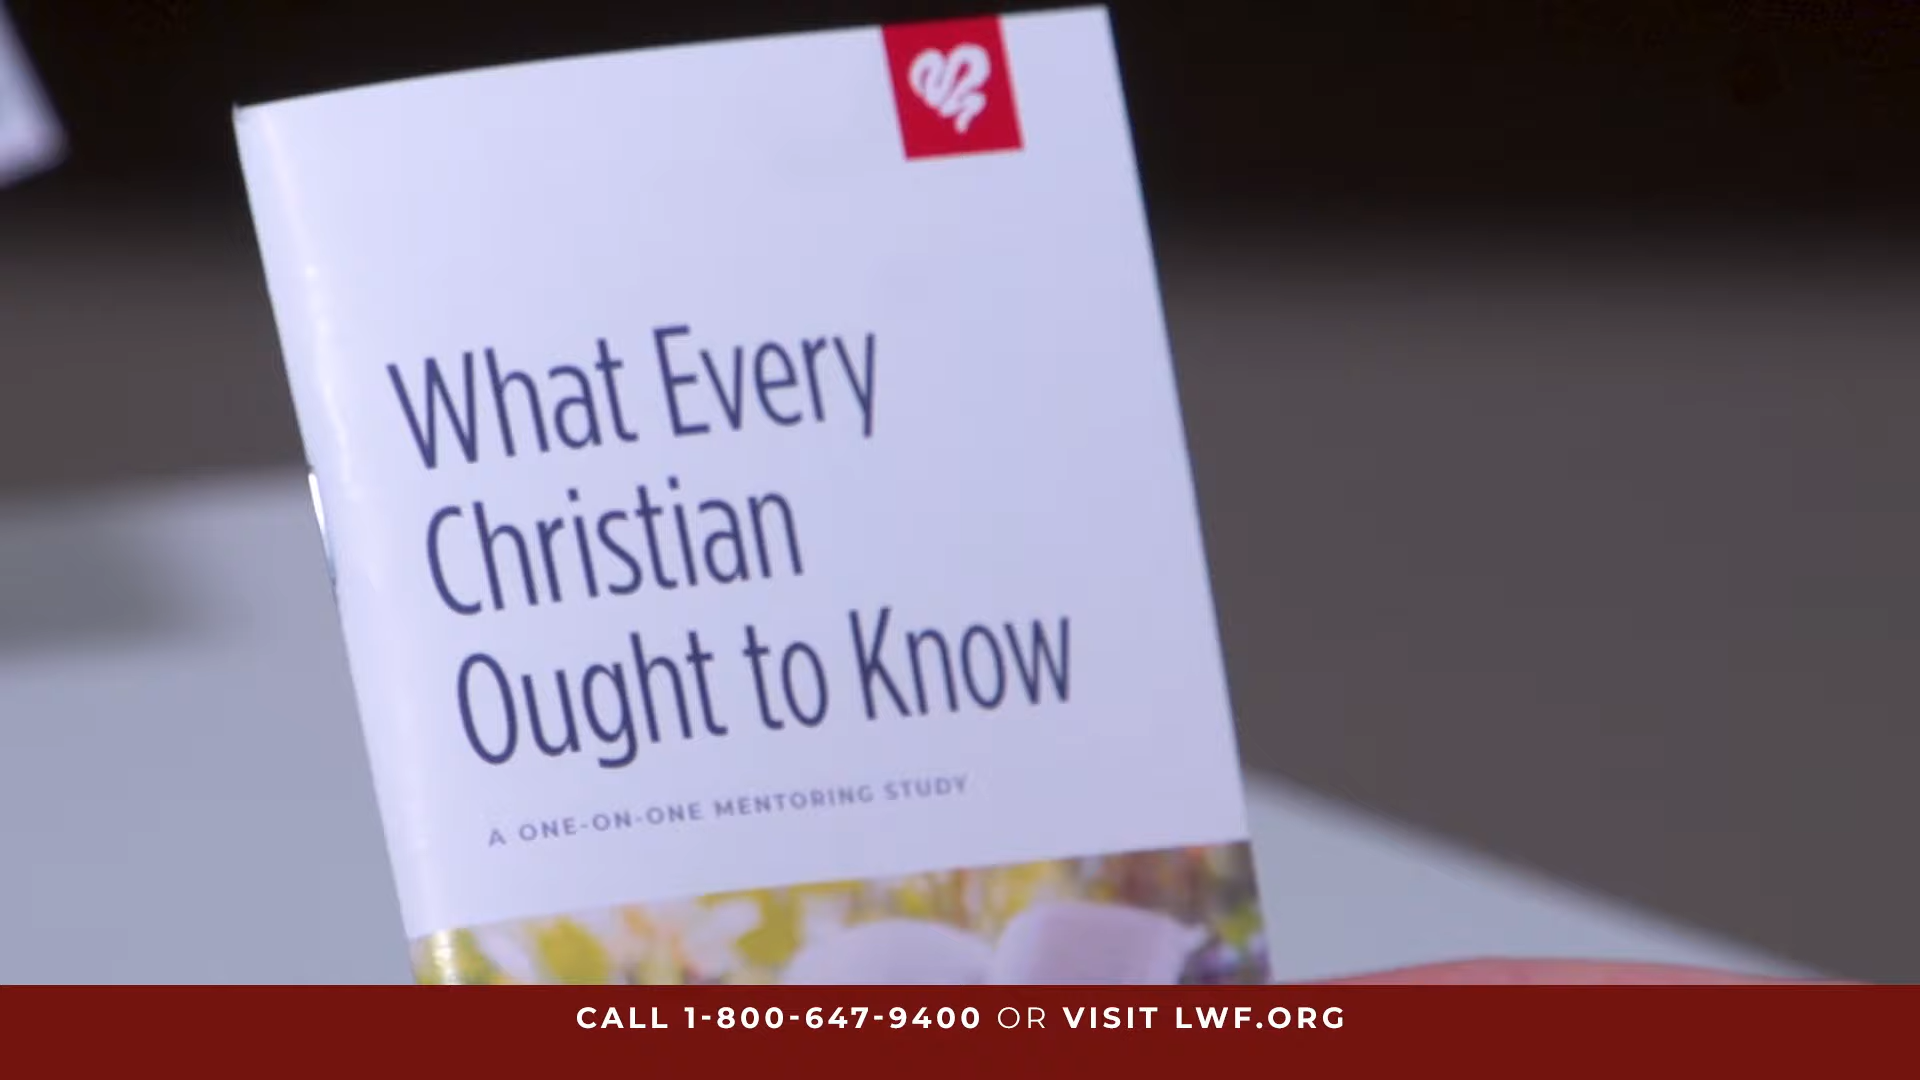 What Every
Christian
Ought to Know
A ONE-ON-ONE MENTORING STUDY
CALL 1-800-647-9400 OR VISIT LWF.ORG